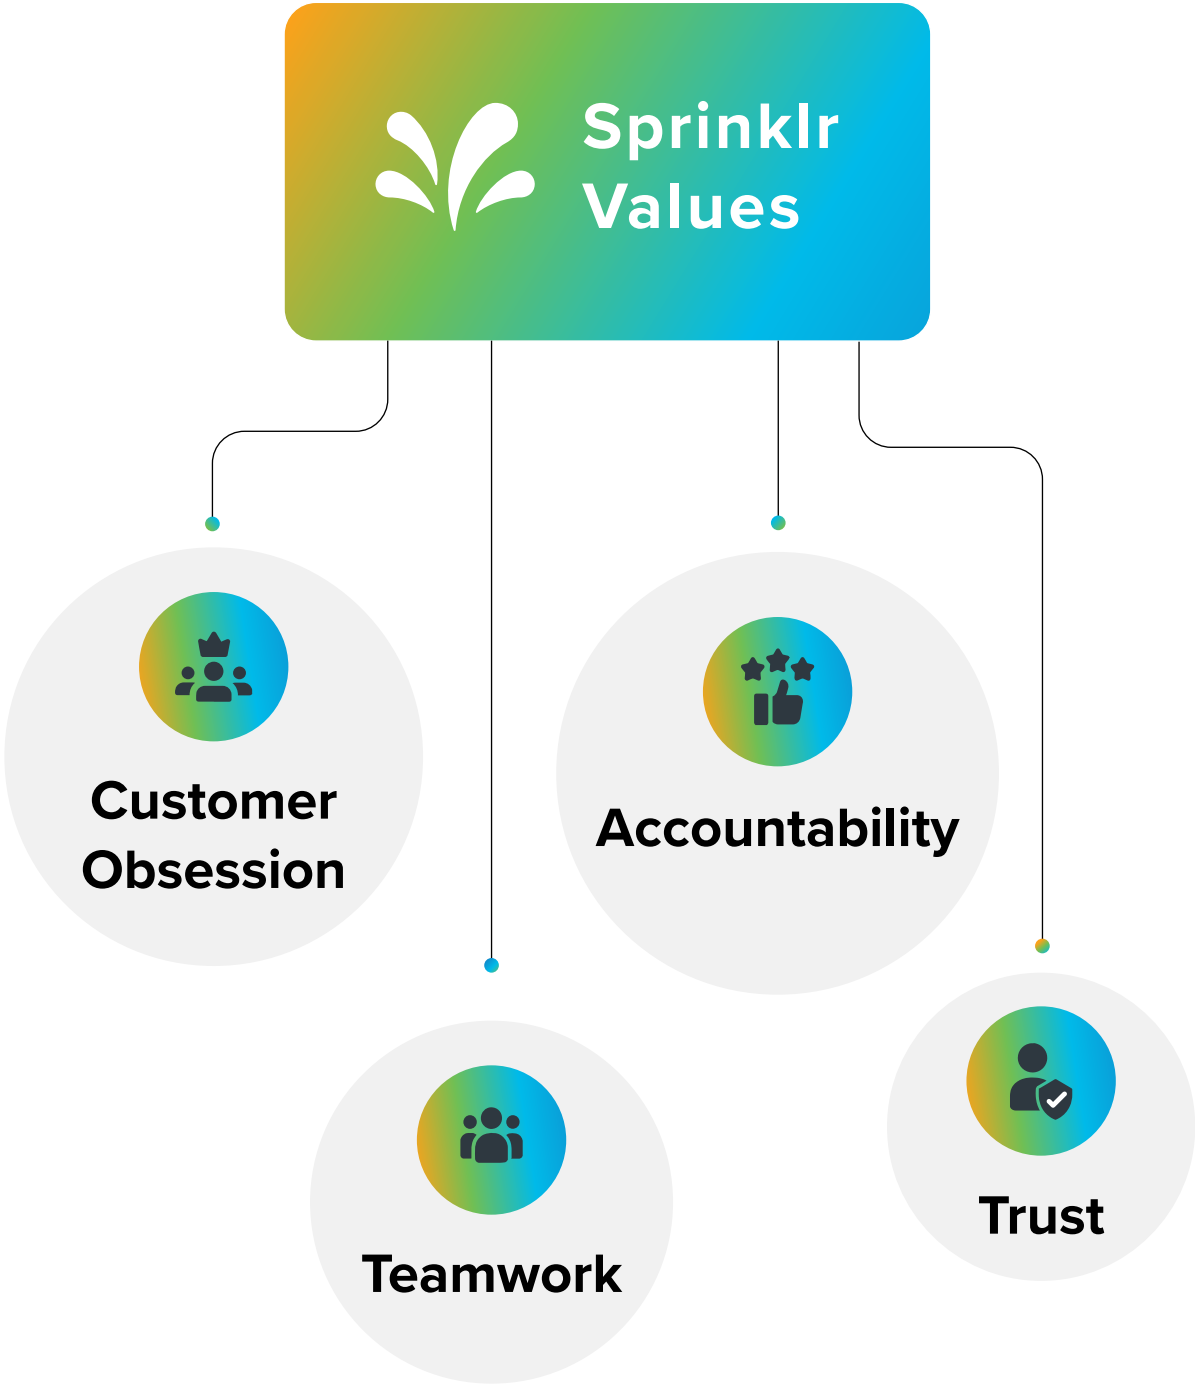 Sprinklr
Values
Customer
Obsession
Accountability
Teamwork
Trust